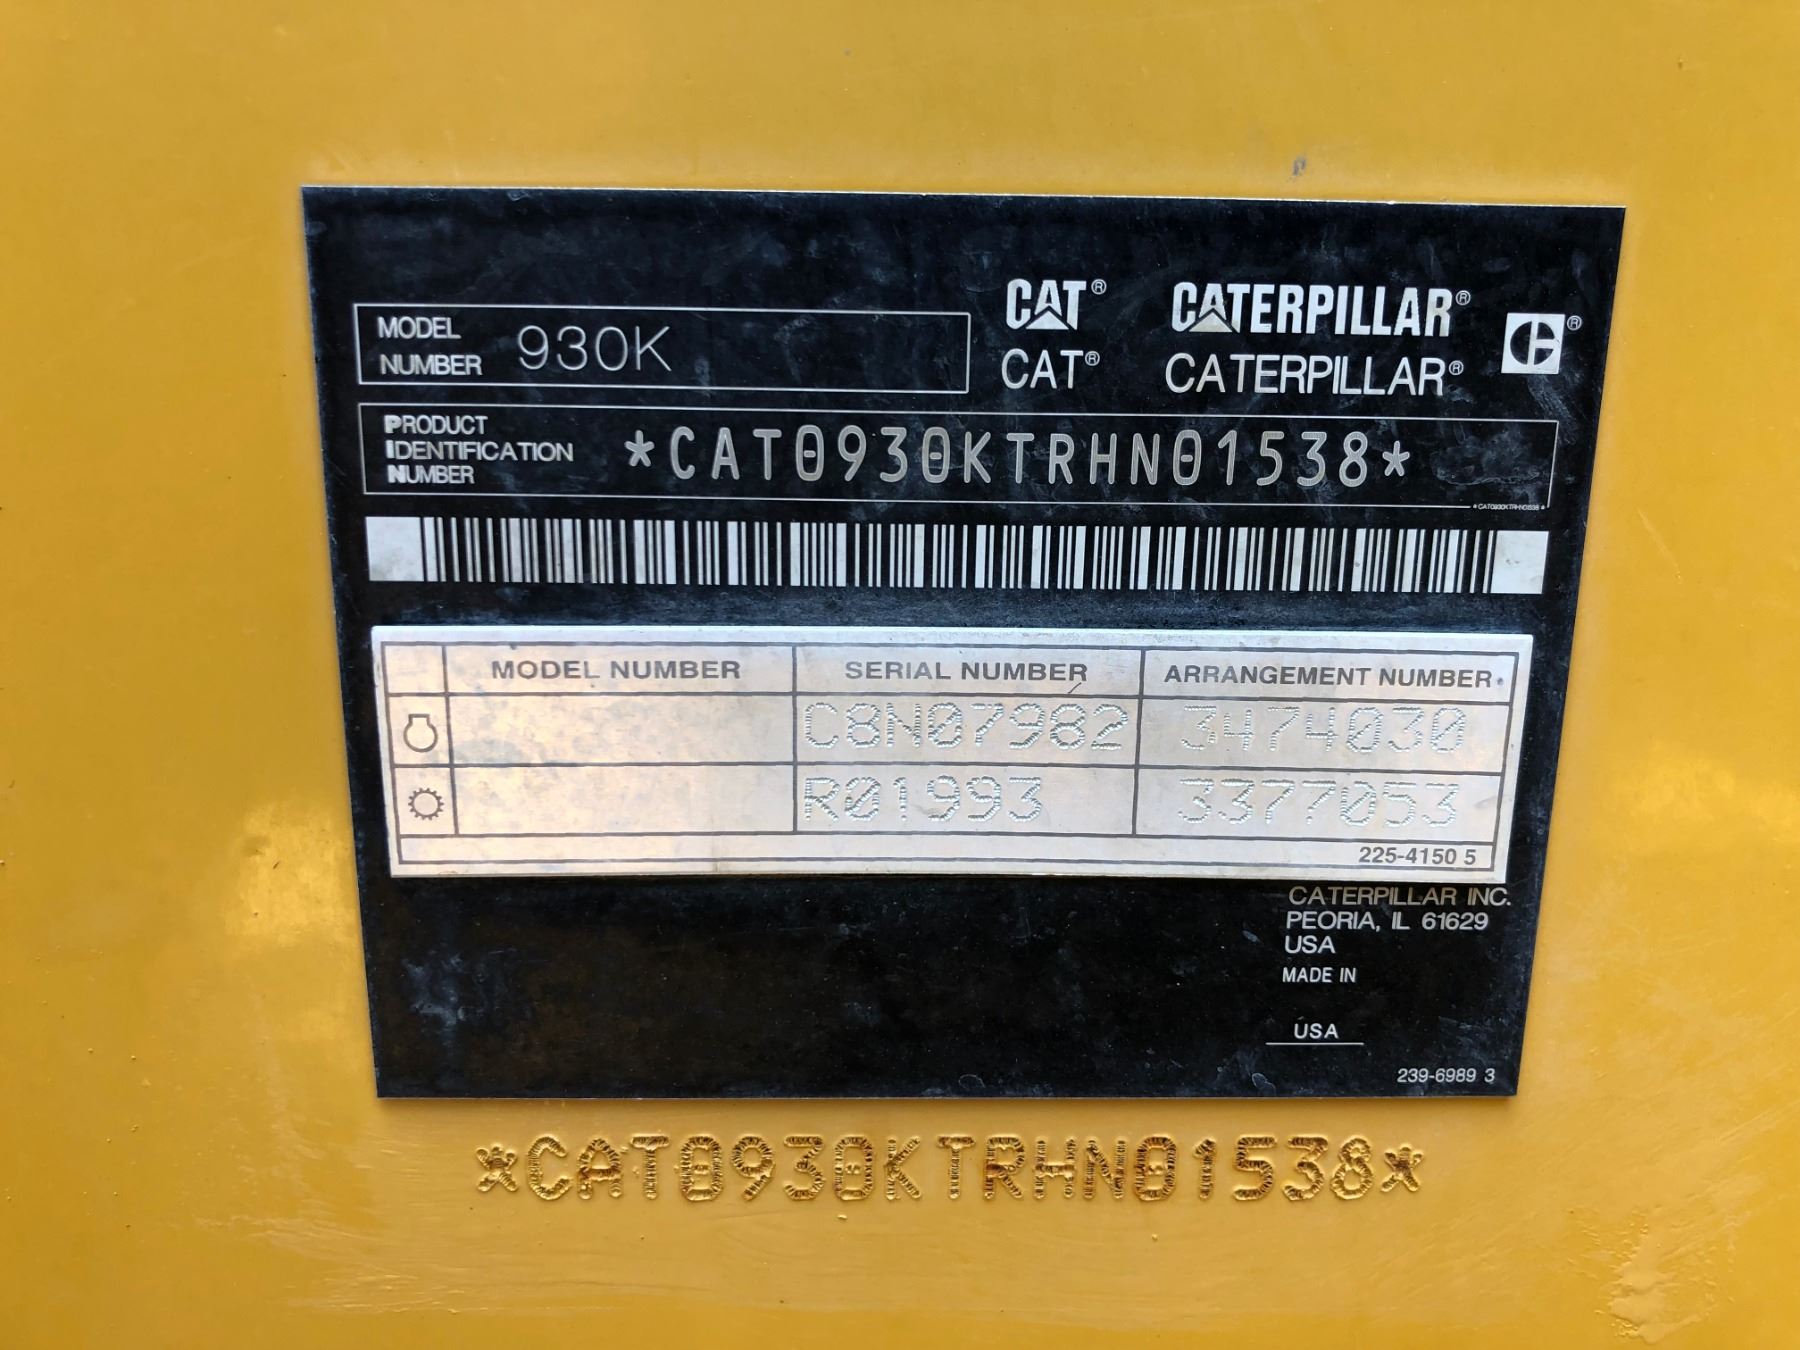 MODEL NUMBER 930K
CAT® CATERPILLAR®
CAT® CATERPILLAR®
PRODUCT IDENTIFICATION NUMBER *CAT0930KTRHN01538*
MODEL NUMBER SERIAL NUMBER ARRANGEMENT NUMBER
C8N07982 3474030
R01993 3377053
225-4150 5
CATERPILLAR INC.
PEORIA, IL 61629
USA
MADE IN
USA
239-6989 3
*CAT0930KTRHN01538*